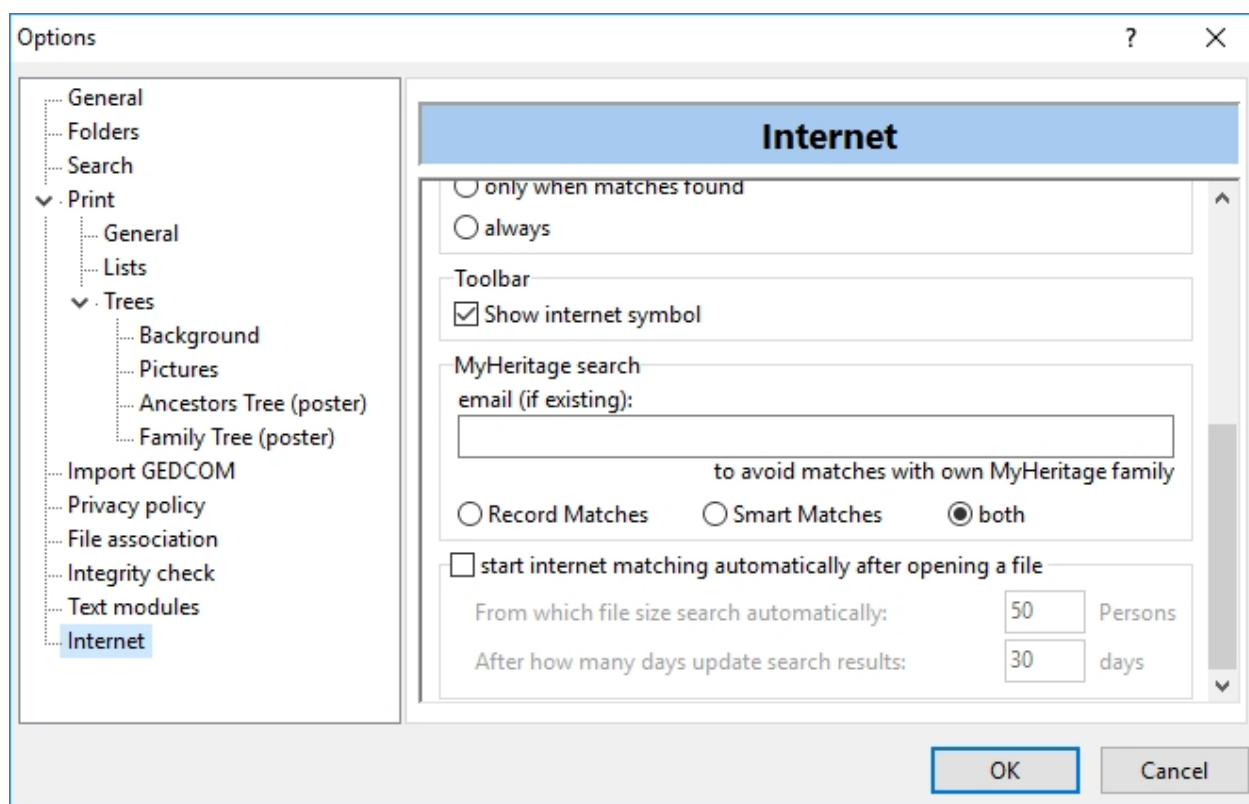 Options
General
Folders
Search
Print
General
Lists
Trees
Background
Pictures
Ancestors Tree (poster)
Family Tree (poster)
Import GEDCOM
Privacy policy
File association
Integrity check
Text modules
Internet
Internet
only when matches found
always
Toolbar
Show internet symbol
MyHeritage search
email (if existing):
to avoid matches with own MyHeritage family
Record Matches Smart Matches both
start internet matching automatically after opening a file
From which file size search automatically: 50 Persons
After how many days update search results: 30 days
OK Cancel